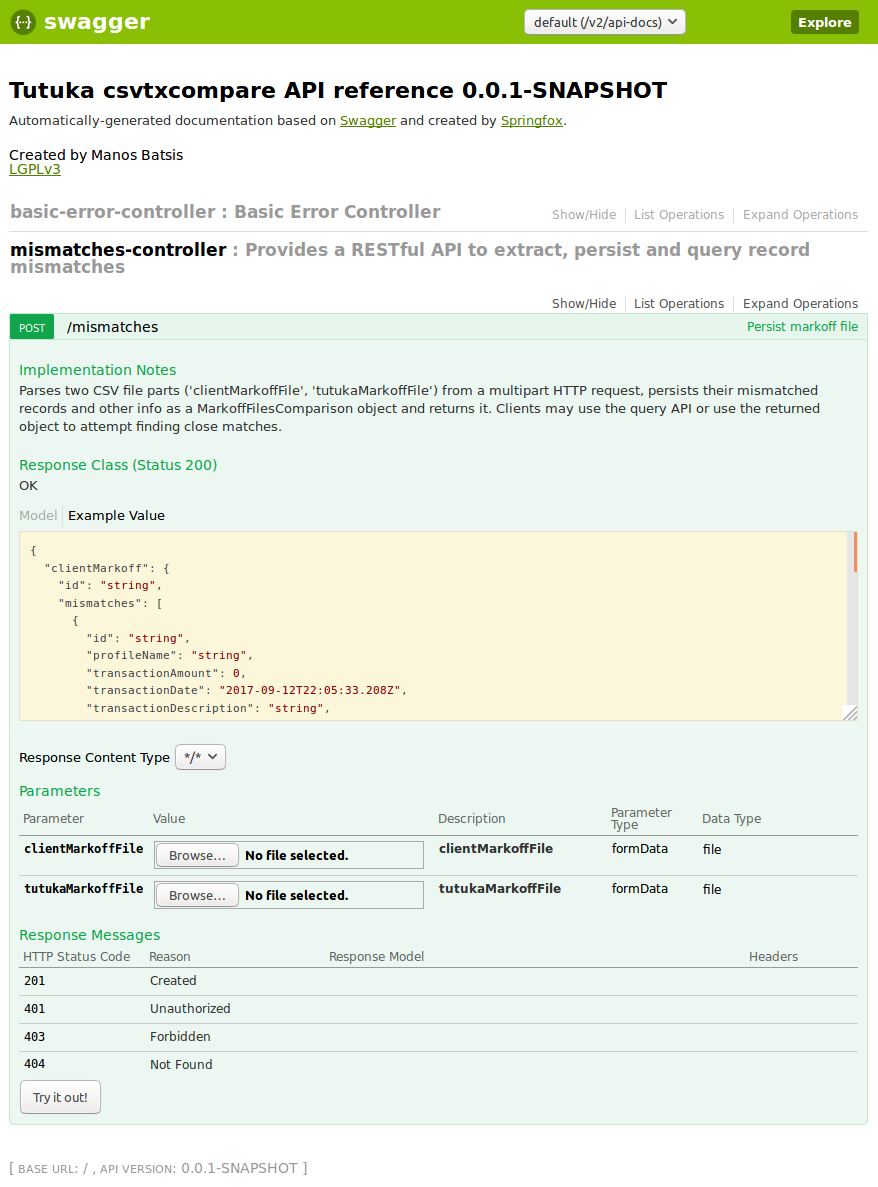 {··} swagger
default (/v2/api-docs)
Explore
Tutuka csvtxcompare API reference 0.0.1-SNAPSHOT
Automatically-generated documentation based on Swagger and created by Springfox.
Created by Manos Batsis
LGPLv3
basic-error-controller : Basic Error Controller
Show/Hide List Operations Expand Operations
mismatches-controller : Provides a RESTful API to extract, persist and query record
mismatches
Show/Hide List Operations Expand Operations
POST /mismatches Persist markoff file
Implementation Notes
Parses two CSV file parts ('clientMarkoffFile', 'tutukaMarkoffFile') from a multipart HTTP request, persists their mismatched
records and other info as a MarkoffFilesComparison object and returns it. Clients may use the query API or use the returned
object to attempt finding close matches.
Response Class (Status 200)
OK
Model Example Value
{
"clientMarkoff": {
"id": "string",
"mismatches": [
{
"id": "string",
"profileName": "string",
"transactionAmount": 0,
"transactionDate": "2017-09-12T22:05:33.208Z",
"transactionDescription": "string",
Response Content Type */*
Parameters
Parameter Value Description Parameter Type Data Type
clientMarkoffFile Browse... No file selected. clientMarkoffFile formData file
tutukaMarkoffFile Browse... No file selected. tutukaMarkoffFile formData file
Response Messages
HTTP Status Code Reason Response Model Headers
201 Created
401 Unauthorized
403 Forbidden
404 Not Found
Try it out!
[ BASE URL: / , API VERSION: 0.0.1-SNAPSHOT ]